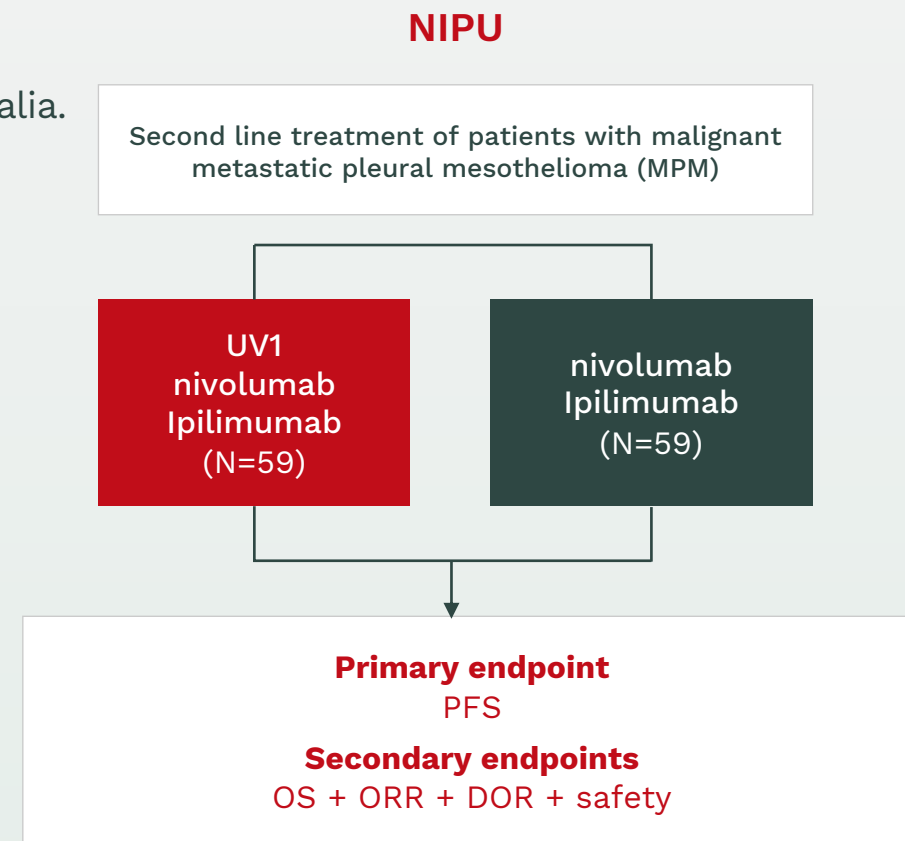 NIPU
alia.
Second line treatment of patients with malignant
metastatic pleural mesothelioma (MPM)
UV1
nivolumab
Ipilimumab
(N=59)
nivolumab
Ipilimumab
(N=59)
Primary endpoint
PFS
Secondary endpoints
OS + ORR + DOR + safety